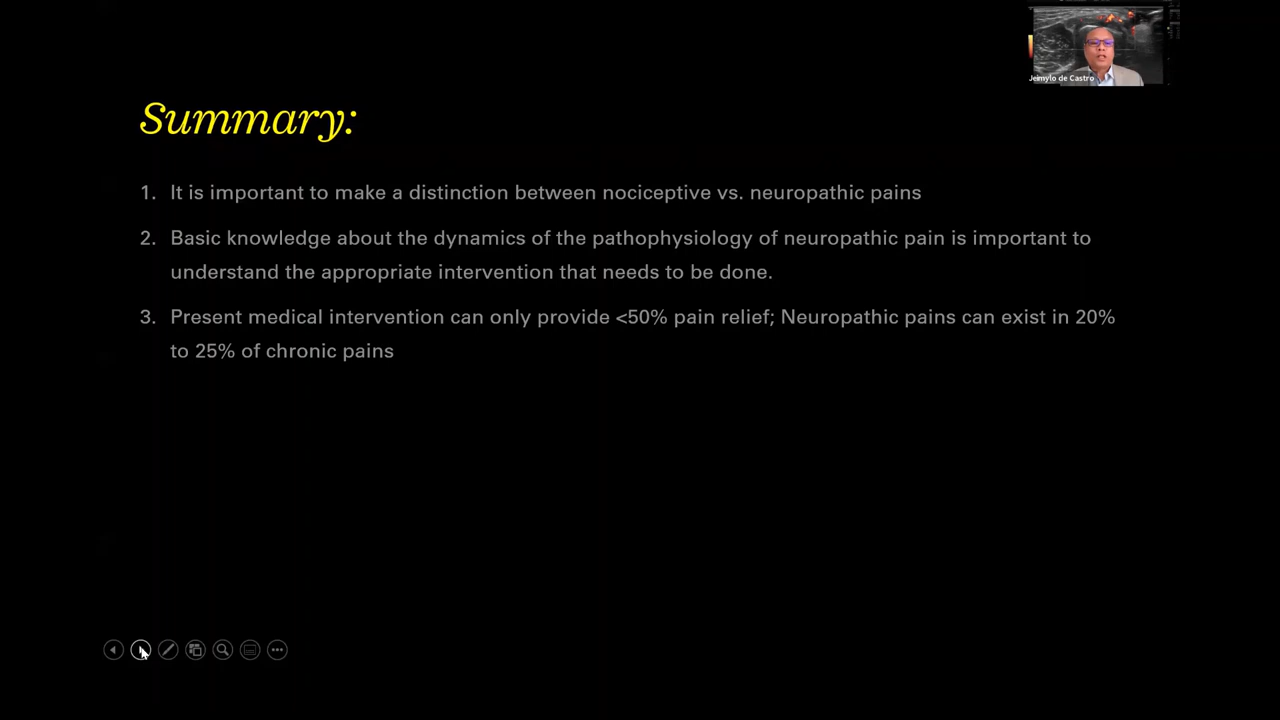 Jeimylo de Castro
Summary:
1. It is important to make a distinction between nociceptive vs. neuropathic pains
2. Basic knowledge about the dynamics of the pathophysiology of neuropathic pain is important to
understand the appropriate intervention that needs to be done.
3. Present medical intervention can only provide <50% pain relief; Neuropathic pains can exist in 20%
to 25% of chronic pains